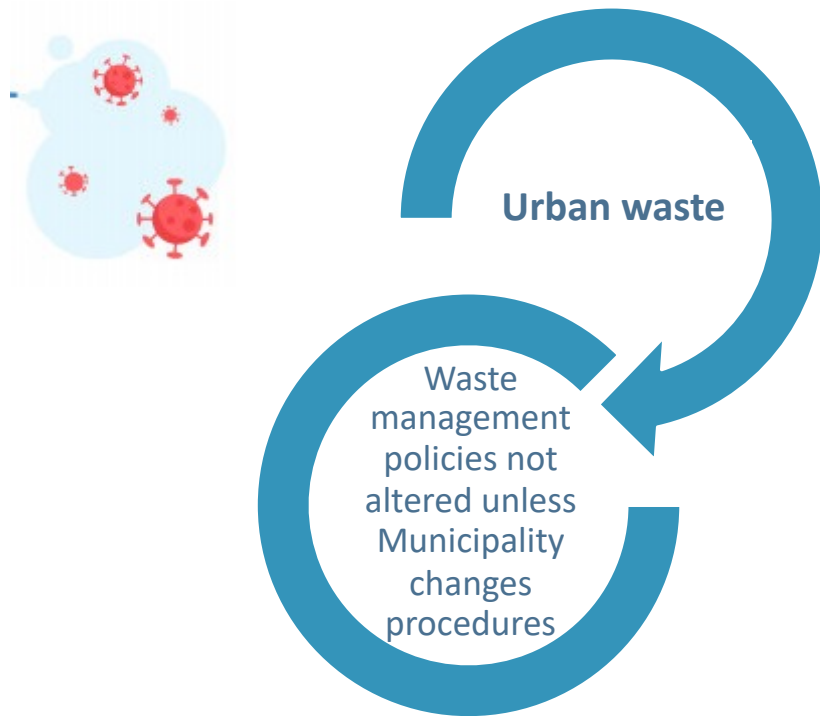 Urban waste
Waste
management
policies not
altered unless
Municipality
changes
procedures